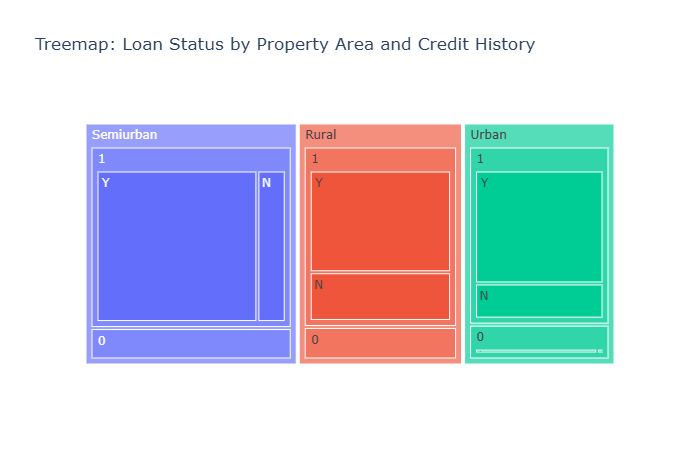 Treemap: Loan Status by Property Area and Credit History
Semiurban
1
Y
N
0
Rural
1
Y
N
0
Urban
1
Y
N
0